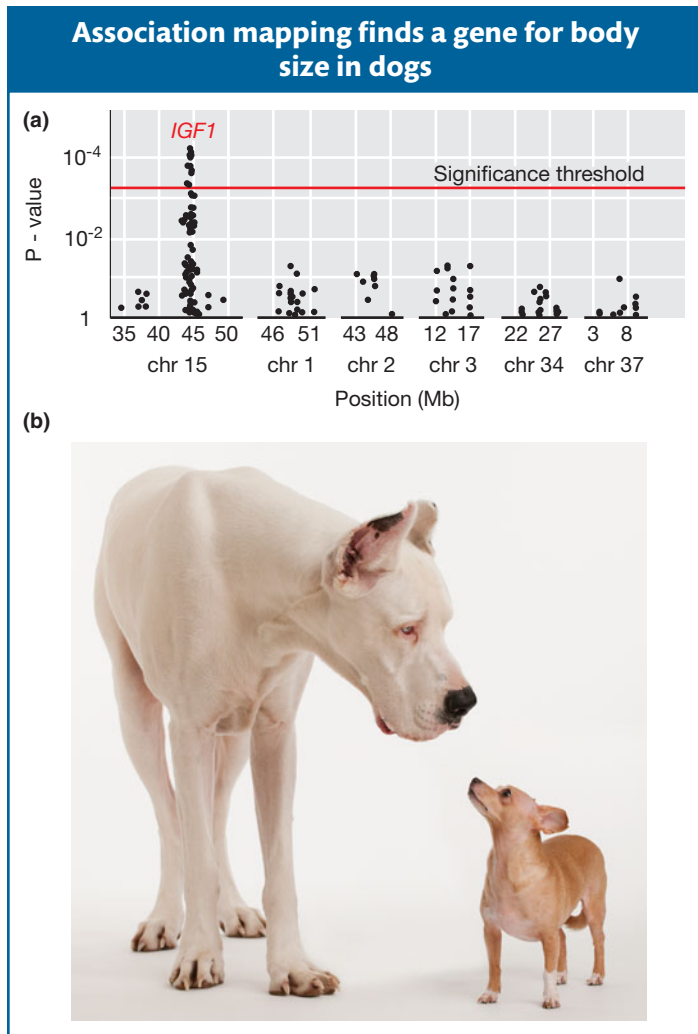 Association mapping finds a gene for body
size in dogs
(a)
IGF1
10-4
Significance threshold
P - value
10-2
1
35 40 45 50 46 51 43 48 12 17 22 27 3 8
chr 15 chr 1 chr 2 chr 3 chr 34 chr 37
Position (Mb)
(b)